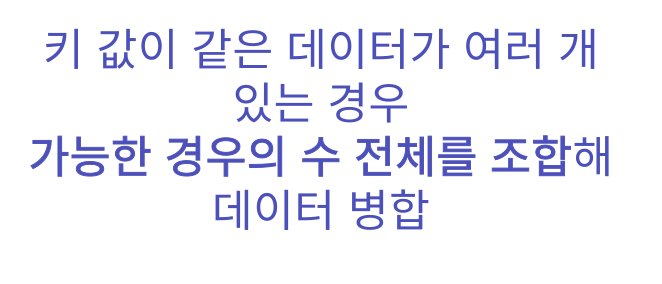 키 값이 같은 데이터가 여러 개
있는 경우
가능한 경우의 수 전체를 조합해
데이터 병합